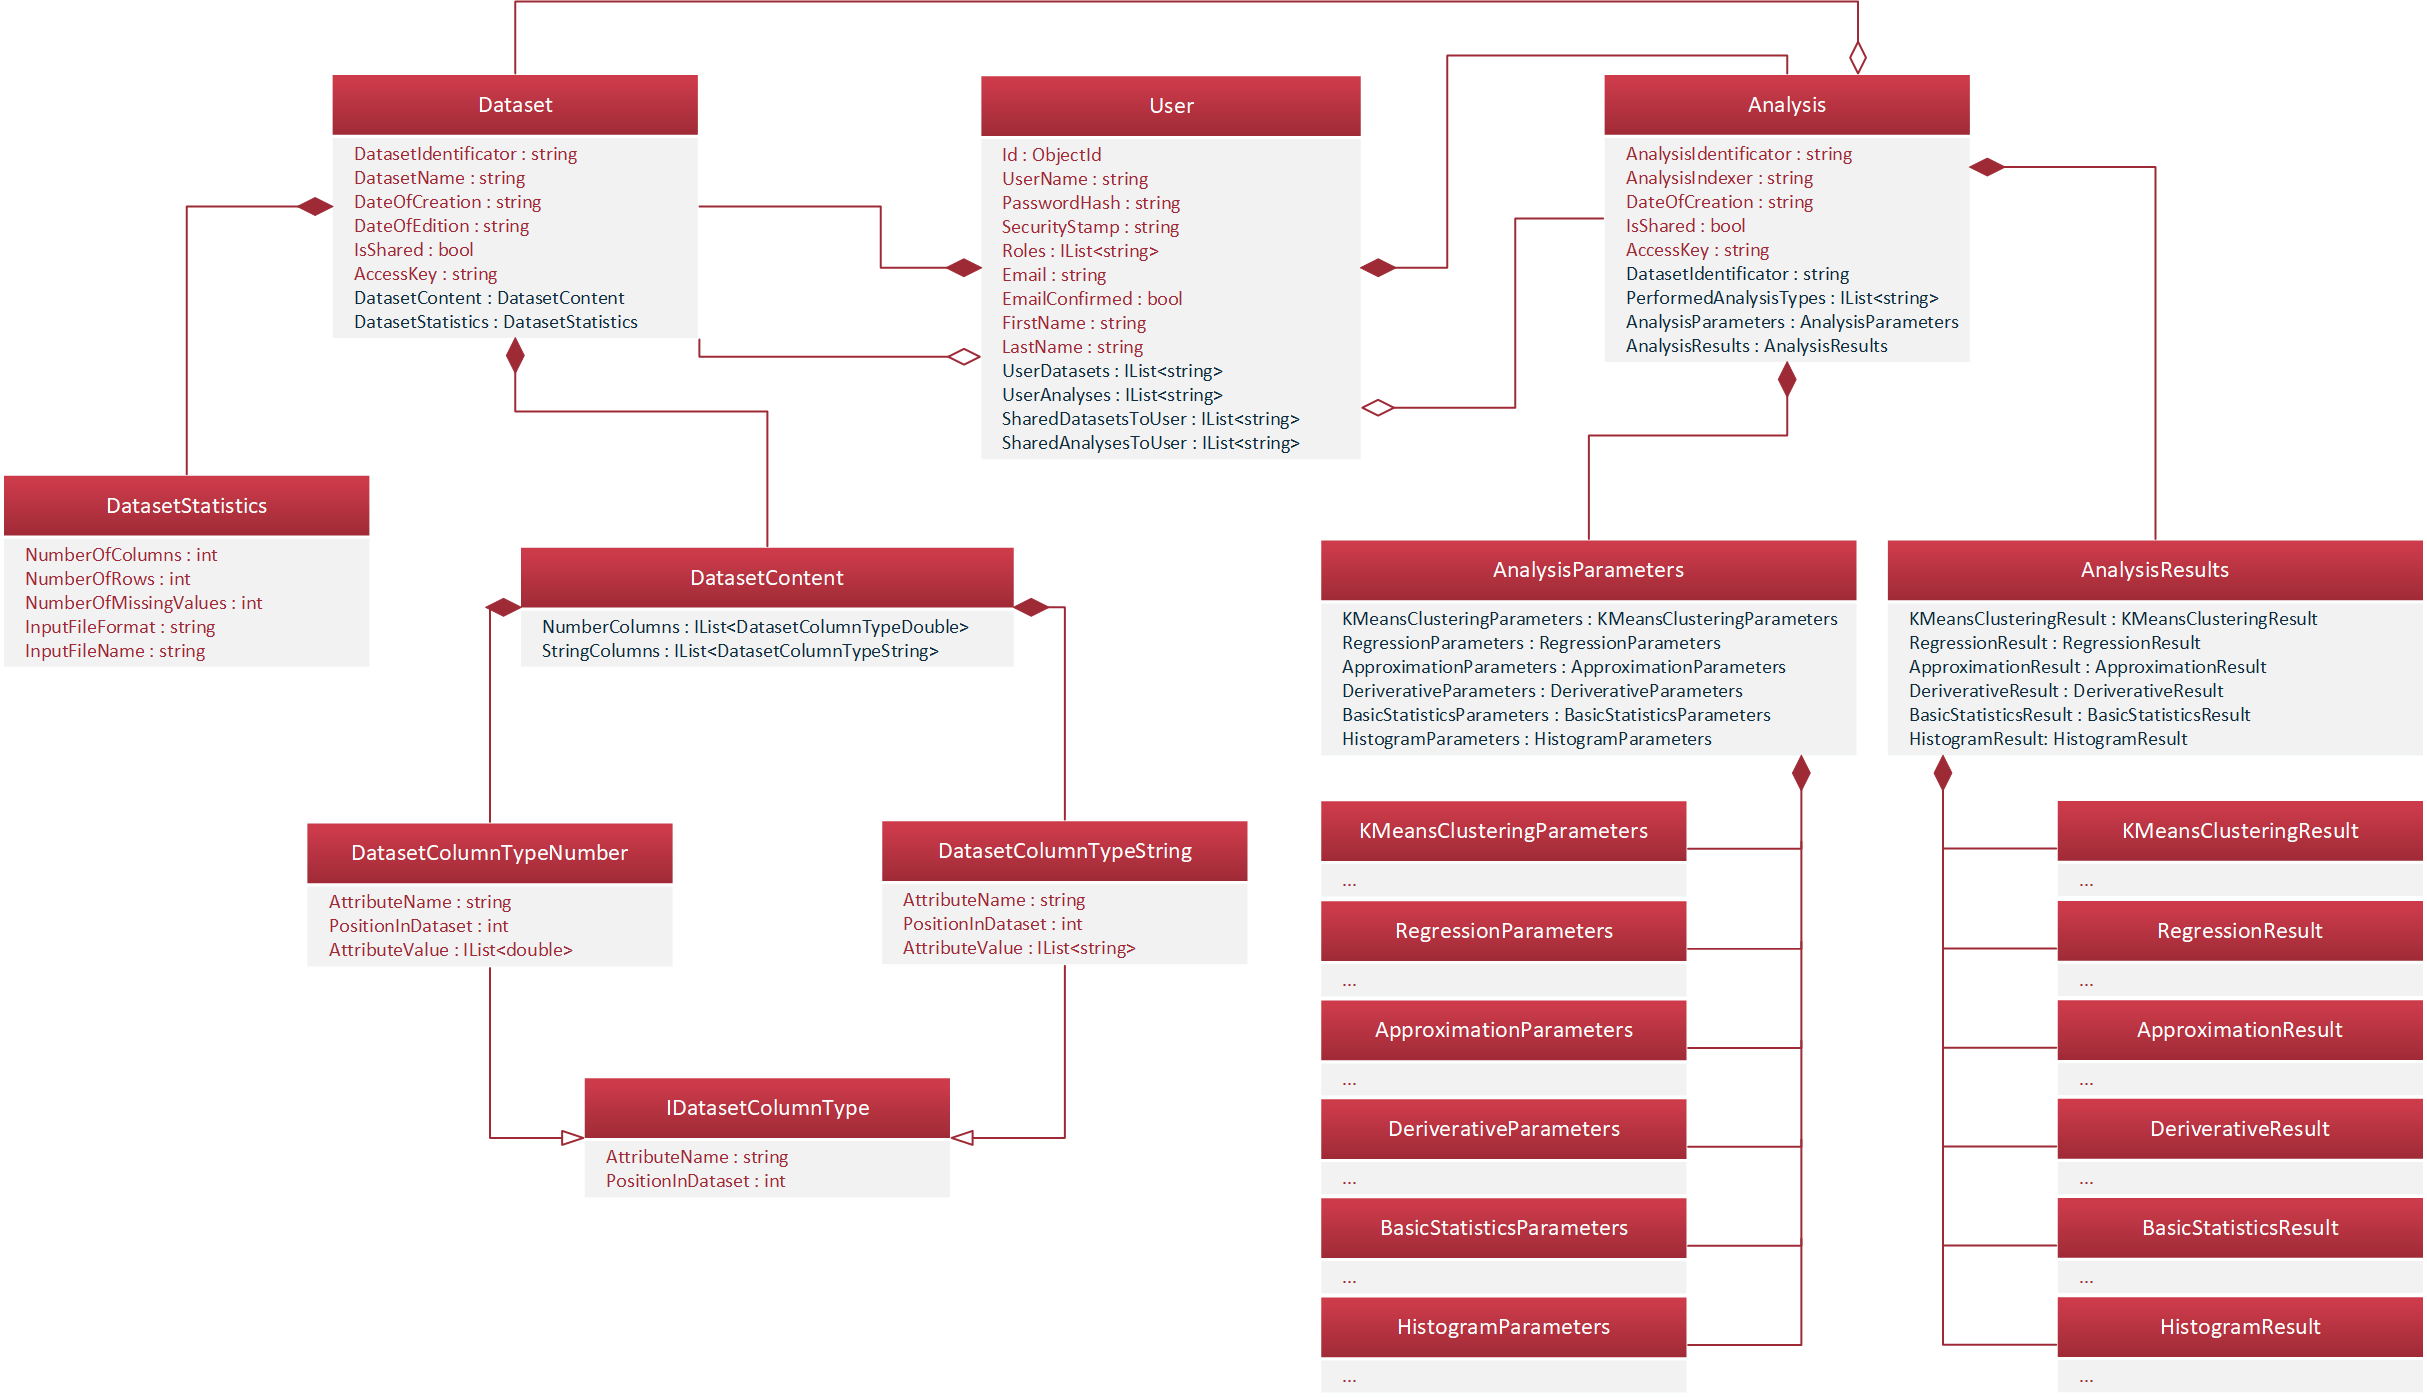 Dataset
DatasetIdentificator : string
DatasetName : string
DateOfCreation : string
DateOfEdition : string
IsShared : bool
AccessKey : string
DatasetContent : DatasetContent
DatasetStatistics : DatasetStatistics
User
Id : ObjectId
UserName : string
PasswordHash : string
SecurityStamp : string
Roles : IList<string>
Email : string
EmailConfirmed : bool
FirstName : string
LastName : string
UserDatasets : IList<string>
UserAnalyses : IList<string>
SharedDatasetsToUser : IList<string>
SharedAnalysesToUser : IList<string>
Analysis
AnalysisIdentificator : string
AnalysisIndexer : string
DateOfCreation : string
IsShared : bool
AccessKey : string
DatasetIdentificator : string
PerformedAnalysisTypes : IList<string>
AnalysisParameters : AnalysisParameters
AnalysisResults : AnalysisResults
DatasetStatistics
NumberOfColumns : int
NumberOfRows : int
NumberOfMissingValues : int
InputFileFormat : string
InputFileName : string
DatasetContent
NumberColumns : IList<DatasetColumnTypeDouble>
StringColumns : IList<DatasetColumnTypeString>
AnalysisParameters
KMeansClusteringParameters : KMeansClusteringParameters
RegressionParameters : RegressionParameters
ApproximationParameters : ApproximationParameters
DeriverativeParameters : DeriverativeParameters
BasicStatisticsParameters : BasicStatisticsParameters
HistogramParameters : HistogramParameters
AnalysisResults
KMeansClusteringResult : KMeansClusteringResult
RegressionResult : RegressionResult
ApproximationResult : ApproximationResult
DeriverativeResult : DeriverativeResult
BasicStatisticsResult : BasicStatisticsResult
HistogramResult: HistogramResult
DatasetColumnTypeNumber
AttributeName : string
PositionInDataset : int
AttributeValue : IList<double>
DatasetColumnTypeString
AttributeName : string
PositionInDataset : int
AttributeValue : IList<string>
IDatasetColumnType
AttributeName : string
PositionInDataset : int
KMeansClusteringParameters
...
RegressionParameters
...
ApproximationParameters
...
DeriverativeParameters
...
BasicStatisticsParameters
...
HistogramParameters
...
KMeansClusteringResult
...
RegressionResult
...
ApproximationResult
...
DeriverativeResult
...
BasicStatisticsResult
...
HistogramResult
...